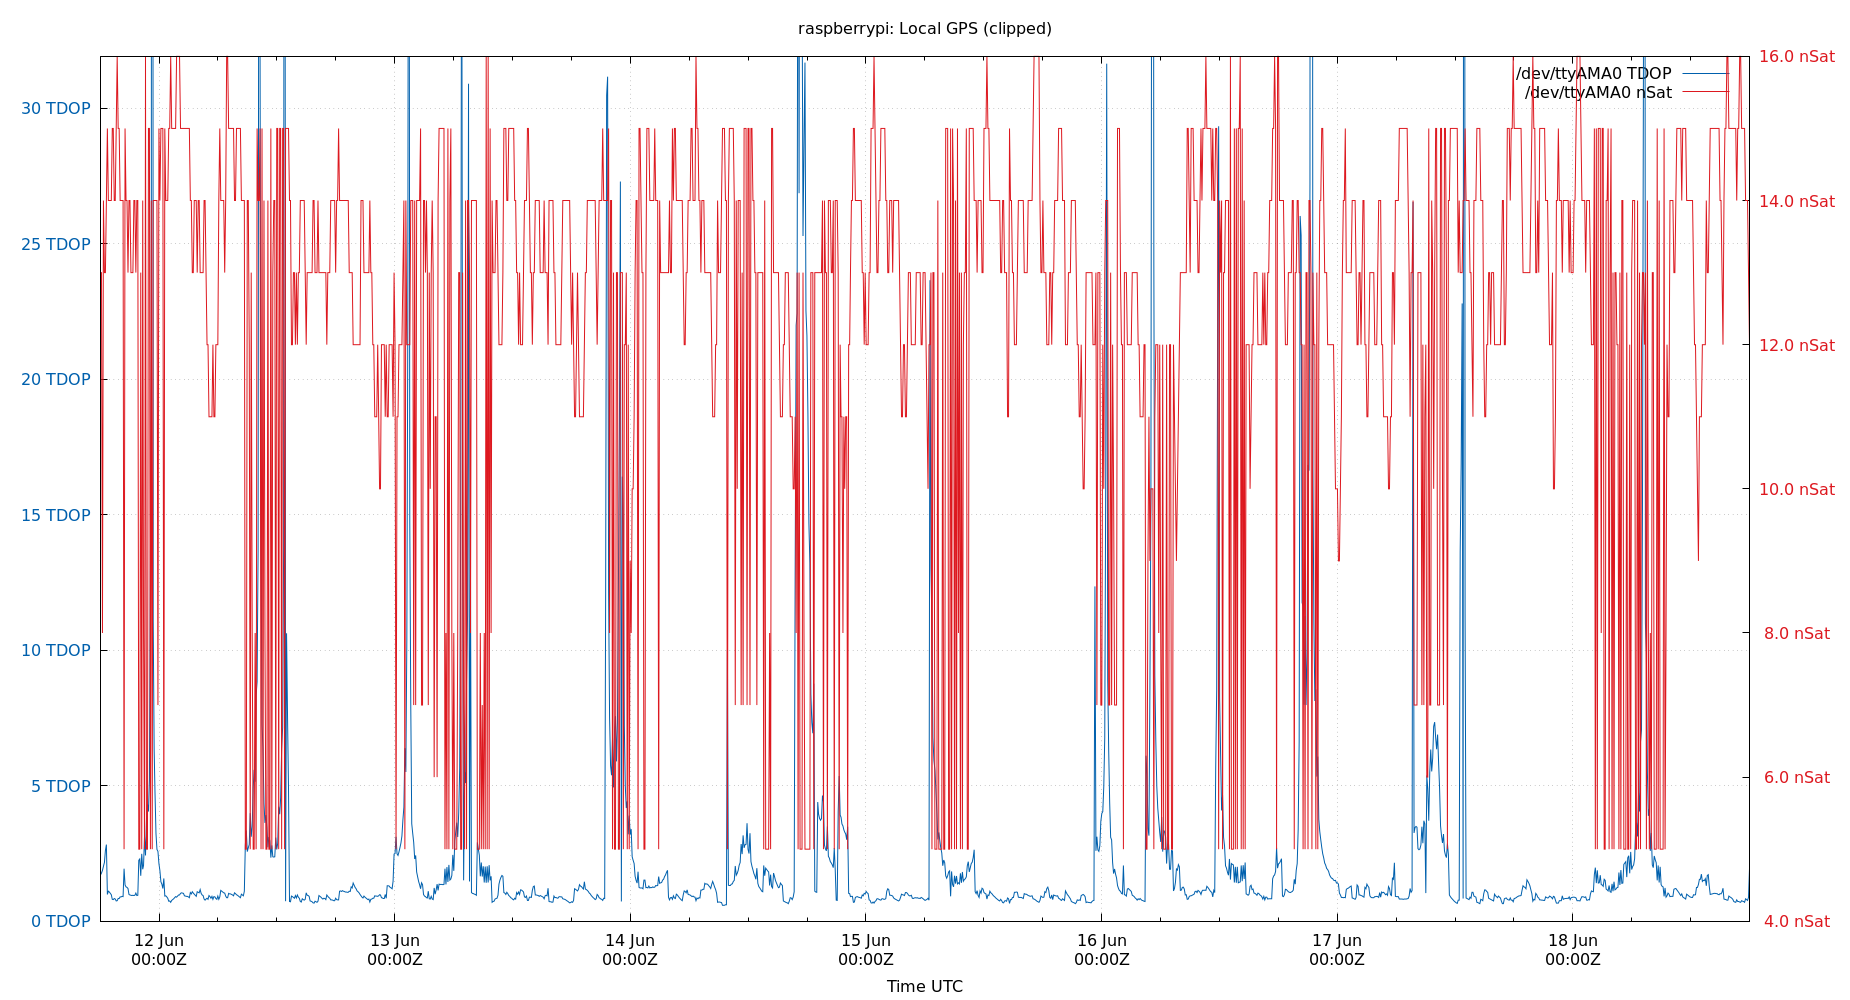 raspberrypi: Local GPS (clipped)
16.0 nSat
/dev/ttyAMA0 TDOP
/dev/ttyAMA0 nSat
30 TDOP
14.0 nSat
25 TDOP
12.0 nSat
20 TDOP
10.0 nSat
15 TDOP
8.0 nSat
10 TDOP
6.0 nSat
5 TDOP
4.0 nSat
0 TDOP
12 Jun 13 Jun 14 Jun 15 Jun 16 Jun 17 Jun 18 Jun
00:00Z 00:00Z 00:00Z 00:00Z 00:00Z 00:00Z 00:00Z
Time UTC